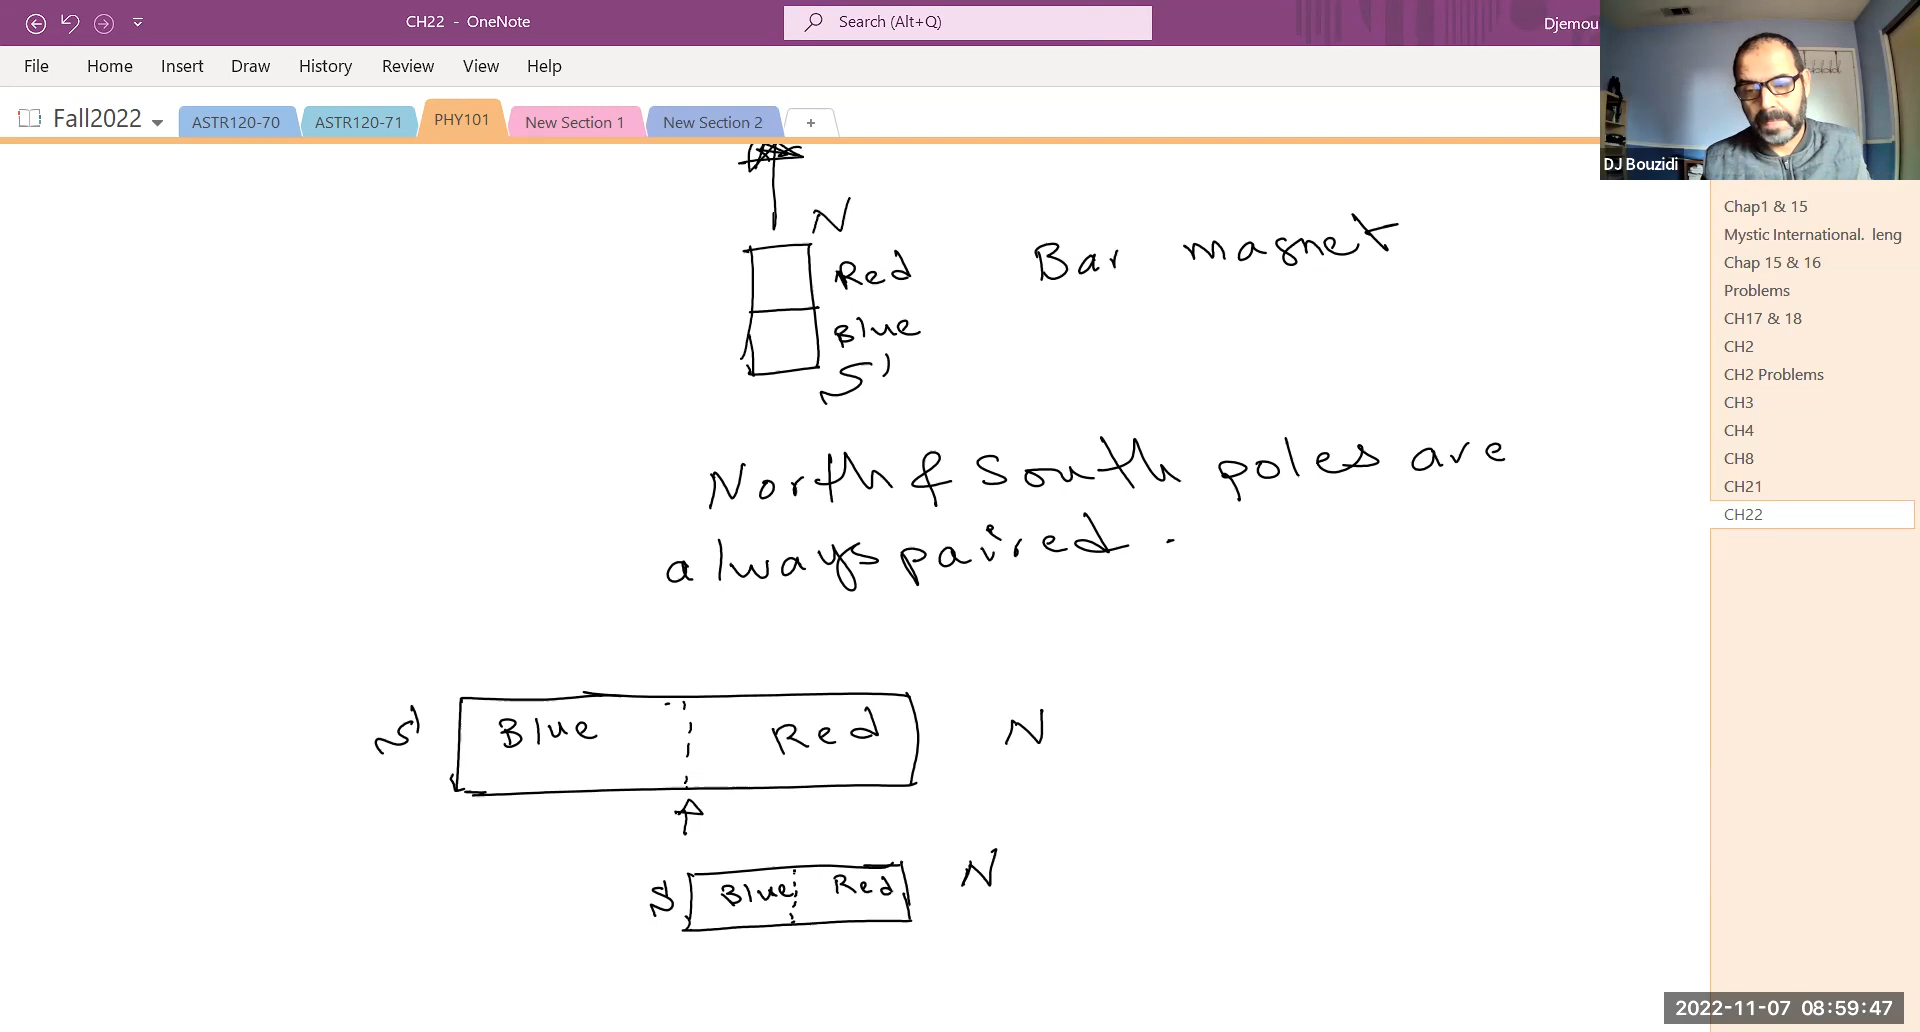 CH22 - OneNote
Search (Alt+Q)
Djemou
File Home Insert Draw History Review View Help
Fall2022
ASTR120-70
ASTR120-71
PHY101
New Section 1
New Section 2
+
DJ Bouzidi
Chap1 & 15
Mystic International. leng
Chap 15 & 16
Problems
CH17 & 18
CH2
CH2 Problems
CH3
CH4
CH8
CH21
CH22
N
Red
Blue
S
Bar magnet
North & South poles are
always paired.
S Blue Red N
S Blue Red N
2022-11-07 08:59:47